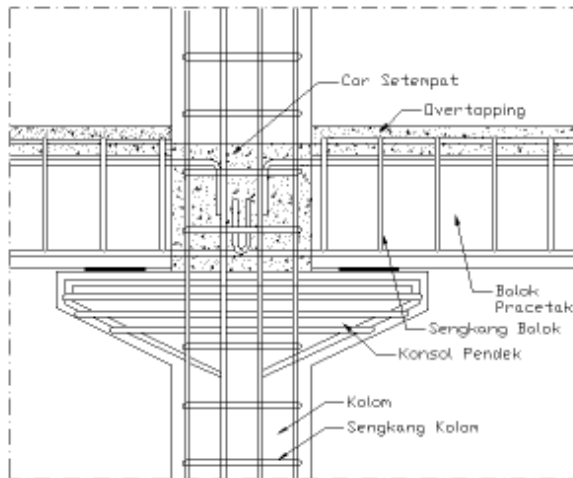 Cor Setempat
Overtopping
Balok
Pracetak
Sengkang Balok
Konsol Pendek
Kolom
Sengkang Kolom